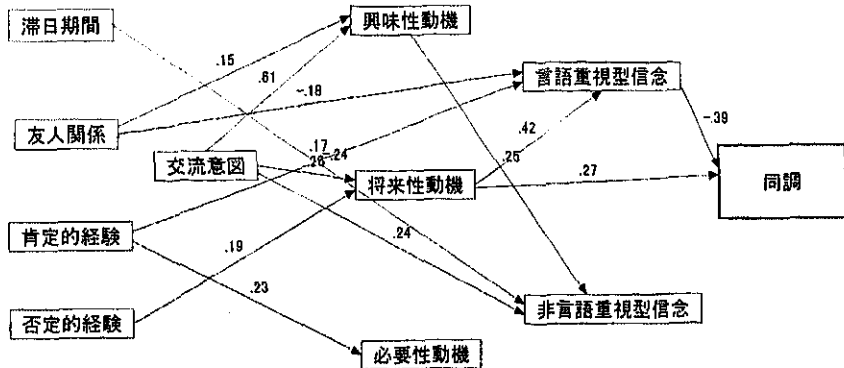 滞日期間
興味性動機
.15
.61
言語重視型信念
-.18
友人関係
.42
-.39
.17
-.24
.28
交流意図
.25
将来性動機
.27
同調
肯定的経験
.19
.24
.23
非言語重視型信念
否定的経験
必要性動機